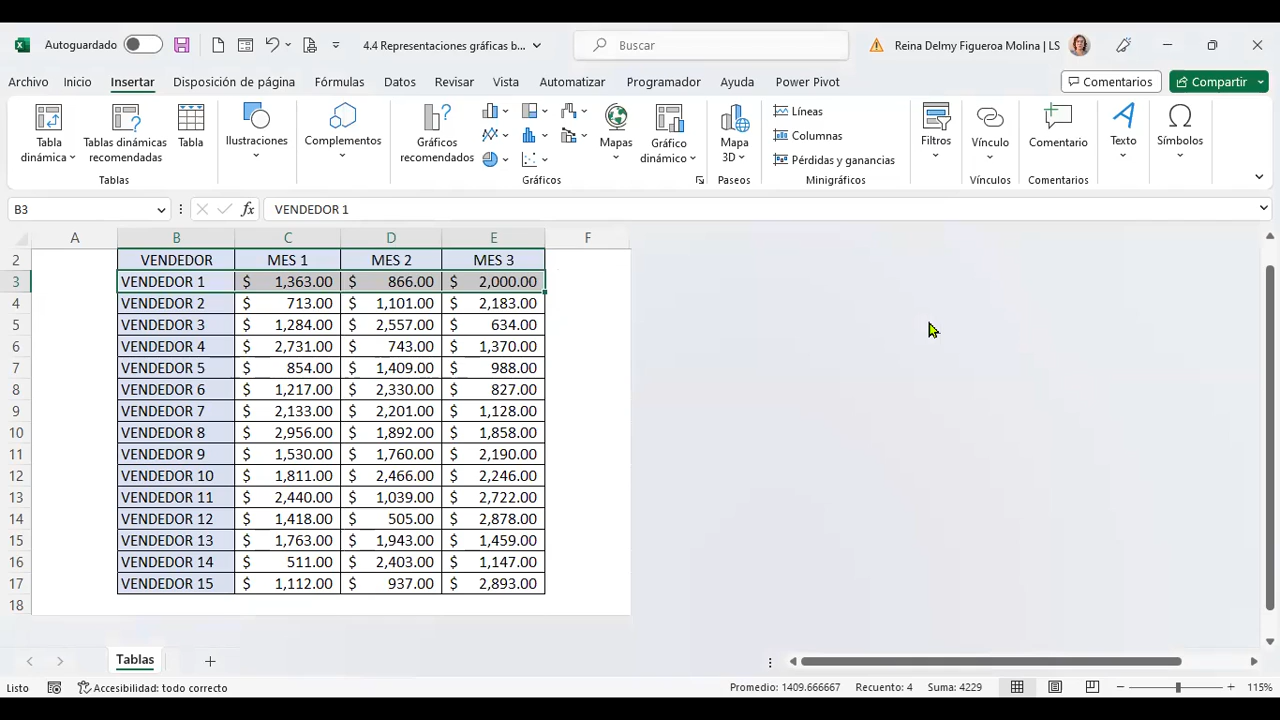 Autoguardado 4.4 Representaciones gráficas b... Buscar Reina Delmy Figueroa Molina | LS
Archivo Inicio Insertar Disposición de página Fórmulas Datos Revisar Vista Automatizar Programador Ayuda Power Pivot Comentarios Compartir
Tabla dinámica Tablas dinámicas recomendadas Tabla Ilustraciones Complementos Gráficos recomendados Mapas Gráfico dinámico Mapa 3D Líneas Columnas Pérdidas y ganancias Filtros Vínculo Comentario Texto Símbolos
Tablas Gráficos Paseos Minigráficos Vínculos Comentarios
B3 fx VENDEDOR 1
A B C D E F
2 VENDEDOR MES 1 MES 2 MES 3
3 VENDEDOR 1 $ 1,363.00 $ 866.00 $ 2,000.00
4 VENDEDOR 2 $ 713.00 $ 1,101.00 $ 2,183.00
5 VENDEDOR 3 $ 1,284.00 $ 2,557.00 $ 634.00
6 VENDEDOR 4 $ 2,731.00 $ 743.00 $ 1,370.00
7 VENDEDOR 5 $ 854.00 $ 1,409.00 $ 988.00
8 VENDEDOR 6 $ 1,217.00 $ 2,330.00 $ 827.00
9 VENDEDOR 7 $ 2,133.00 $ 2,201.00 $ 1,128.00
10 VENDEDOR 8 $ 2,956.00 $ 1,892.00 $ 1,858.00
11 VENDEDOR 9 $ 1,530.00 $ 1,760.00 $ 2,190.00
12 VENDEDOR 10 $ 1,811.00 $ 2,466.00 $ 2,246.00
13 VENDEDOR 11 $ 2,440.00 $ 1,039.00 $ 2,722.00
14 VENDEDOR 12 $ 1,418.00 $ 505.00 $ 2,878.00
15 VENDEDOR 13 $ 1,763.00 $ 1,943.00 $ 1,459.00
16 VENDEDOR 14 $ 511.00 $ 2,403.00 $ 1,147.00
17 VENDEDOR 15 $ 1,112.00 $ 937.00 $ 2,893.00
18
Tablas
Listo Accesibilidad: todo correcto Promedio: 1409.666667 Recuento: 4 Suma: 4229 115%